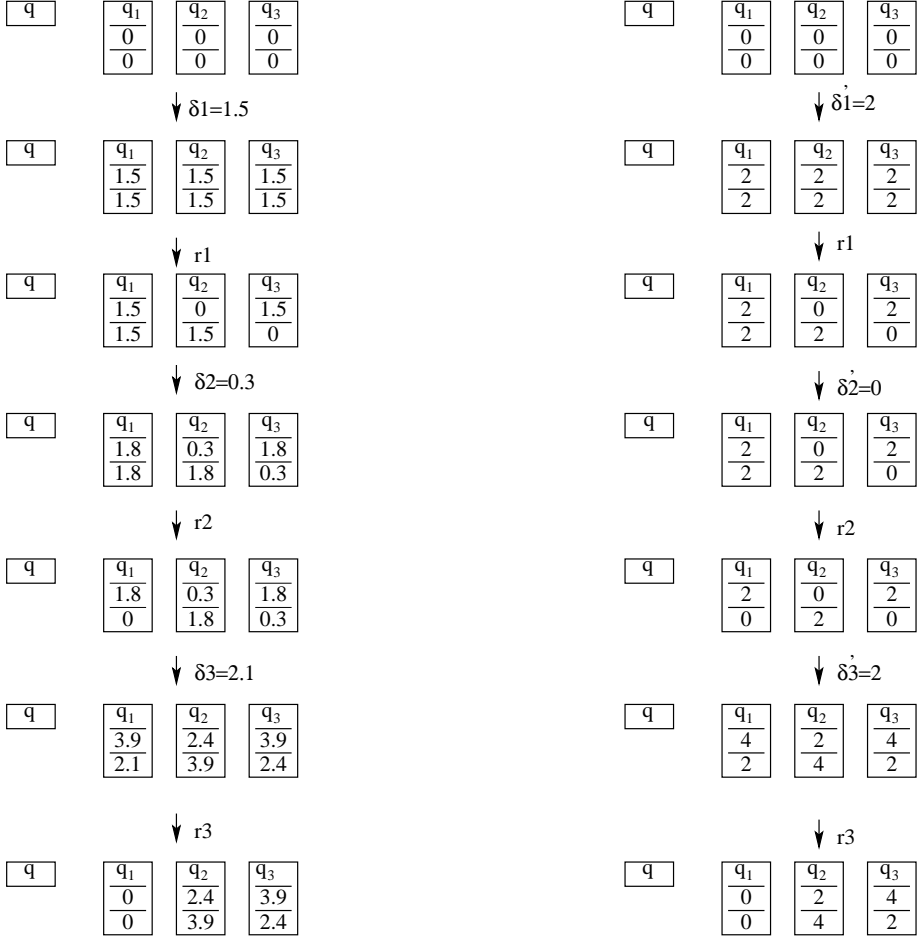 q q₁ q₂ q₃ q q₁ q₂ q₃
0 0 0 0 0 0
0 0 0 0 0 0
δ1=1.5 δ'1=2
q q₁ q₂ q₃ q q₁ q₂ q₃
1.5 1.5 1.5 2 2 2
1.5 1.5 1.5 2 2 2
r1 r1
q q₁ q₂ q₃ q q₁ q₂ q₃
1.5 0 1.5 2 0 2
1.5 1.5 0 2 2 0
δ2=0.3 δ'2=0
q q₁ q₂ q₃ q q₁ q₂ q₃
1.8 0.3 1.8 2 0 2
1.8 1.8 0.3 2 2 0
r2 r2
q q₁ q₂ q₃ q q₁ q₂ q₃
1.8 0.3 1.8 2 0 2
0 1.8 0.3 0 2 0
δ3=2.1 δ'3=2
q q₁ q₂ q₃ q q₁ q₂ q₃
3.9 2.4 3.9 4 2 4
2.1 3.9 2.4 2 4 2
r3 r3
q q₁ q₂ q₃ q q₁ q₂ q₃
0 2.4 3.9 0 2 4
0 3.9 2.4 0 4 2